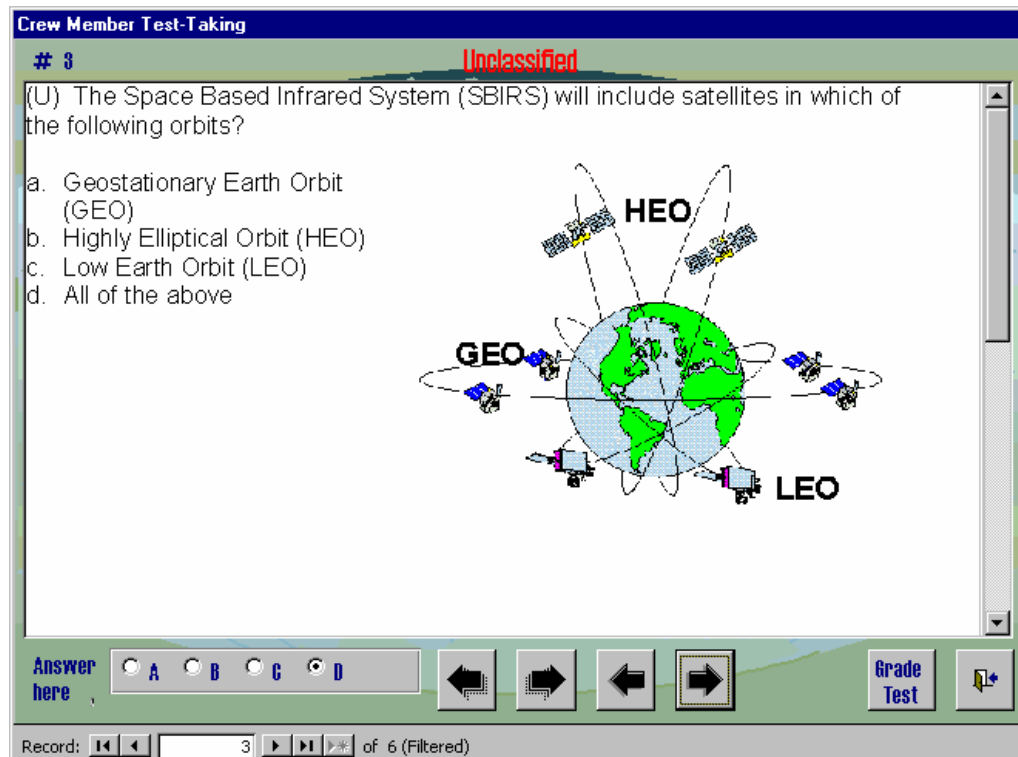 Crew Member Test-Taking
# 3
Unclassified
(U) The Space Based Infrared System (SBIRS) will include satellites in which of
the following orbits?
a. Geostationary Earth Orbit
(GEO)
b. Highly Elliptical Orbit (HEO)
c. Low Earth Orbit (LEO)
d. All of the above
HEO
GEO
LEO
Answer
here ,
A B C D
Grade
Test
Record: 3 of 6 (Filtered)